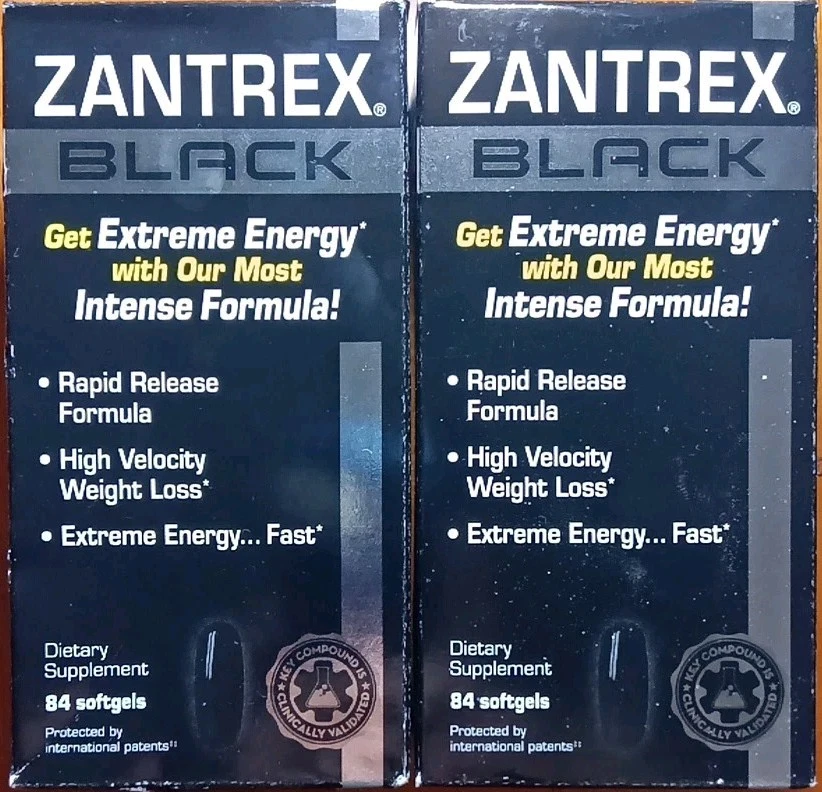 ZANTREX®
BLACK
Get Extreme Energy*
with Our Most
Intense Formula!
• Rapid Release
Formula
• High Velocity
Weight Loss*
• Extreme Energy... Fast*
Dietary
Supplement
84 softgels
Protected by
international patents‡‡
KEY COMPOUND IS
CLINICALLY VALIDATED
ZANTREX®
BLACK
Get Extreme Energy*
with Our Most
Intense Formula!
• Rapid Release
Formula
• High Velocity
Weight Loss*
• Extreme Energy... Fast*
Dietary
Supplement
84 softgels
Protected by
international patents‡‡
KEY COMPOUND IS
CLINICALLY VALIDATED